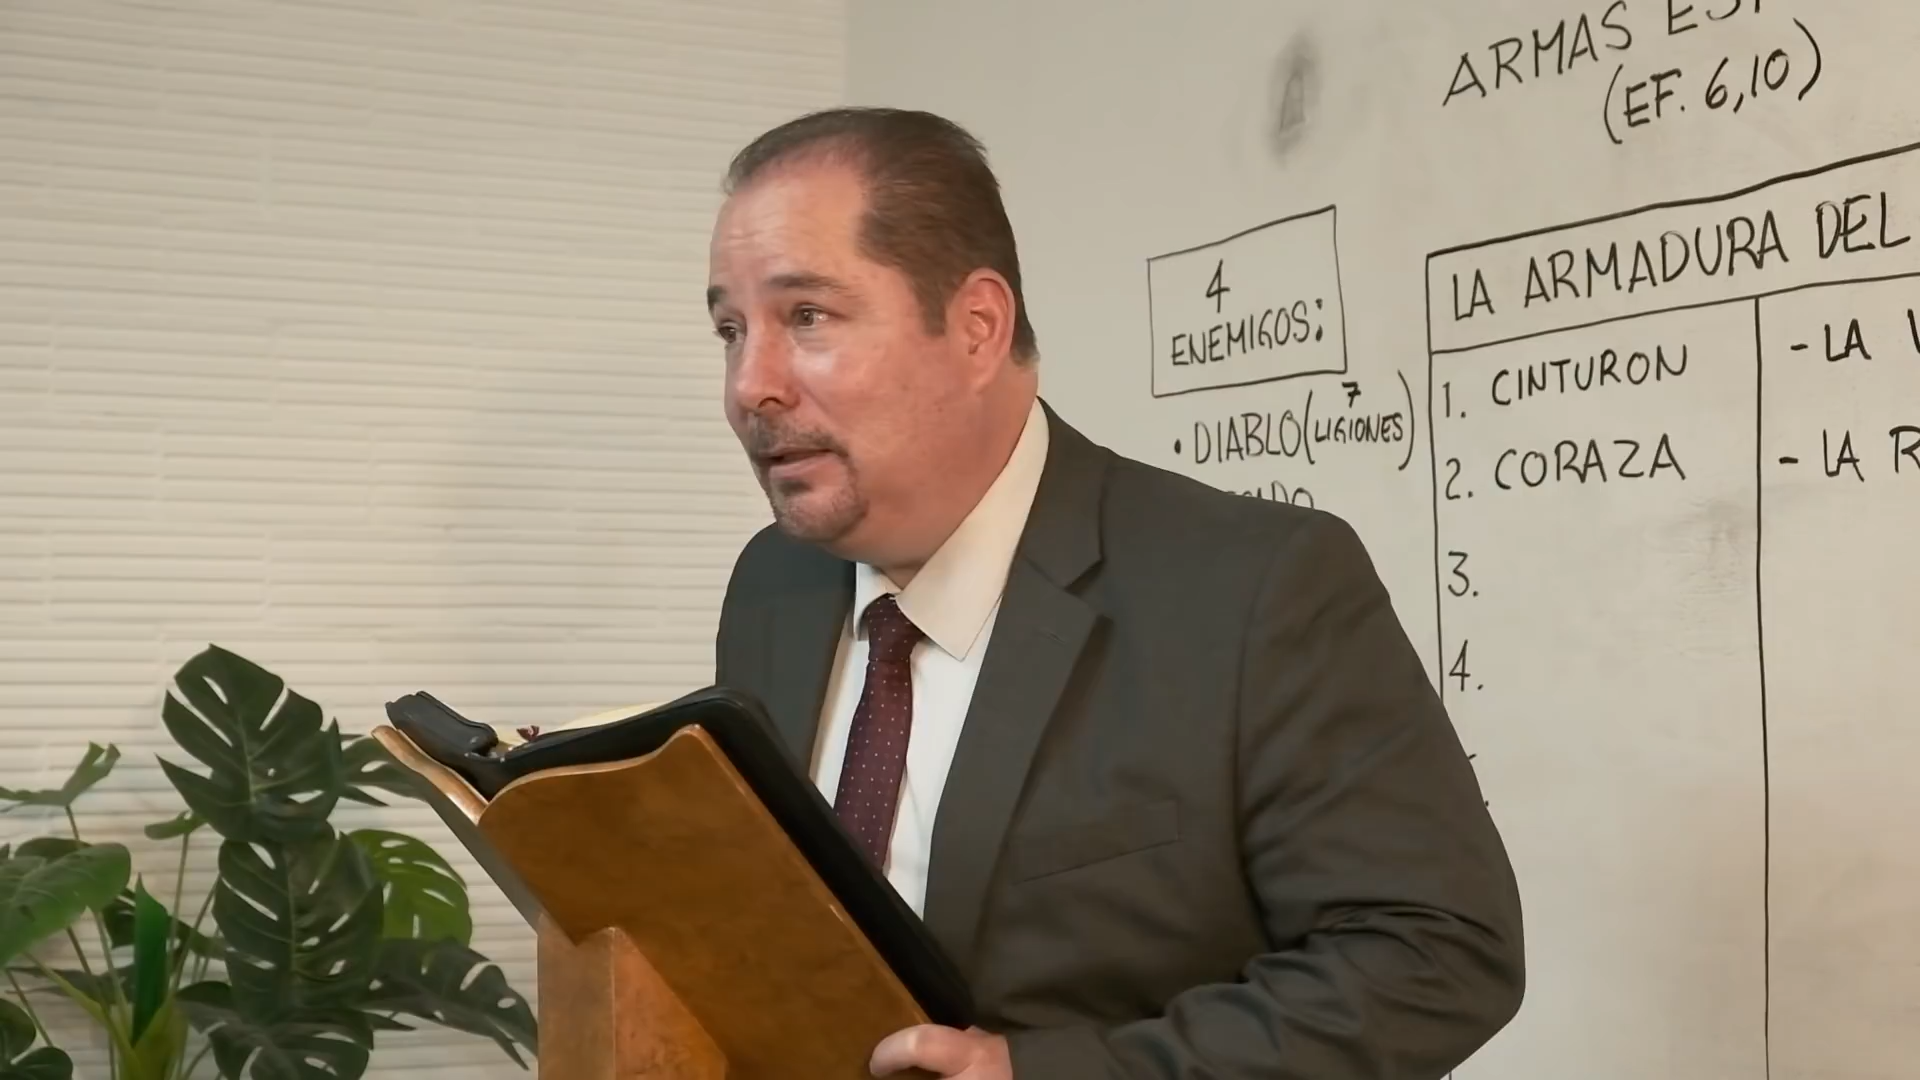 ARMAS
(EF. 6,10)
4
ENEMIGOS:
• DIABLO (LIGIONES)
7
LA ARMADURA DEL
1. CINTURON
- LA
2. CORAZA
- LA R
3.
4.